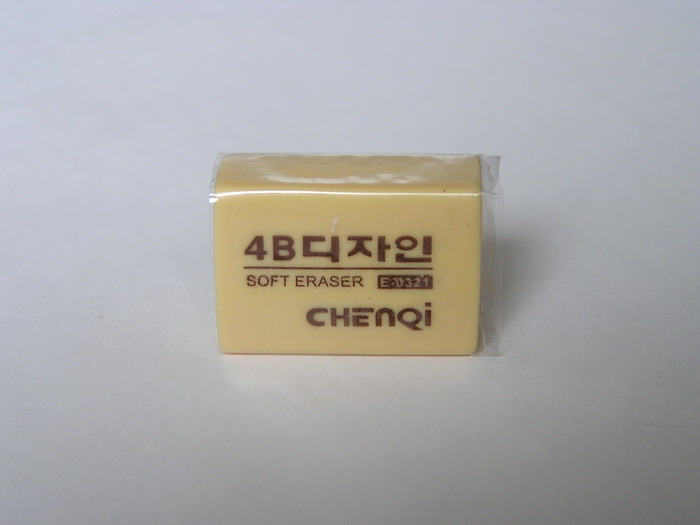 4B디자인
SOFT ERASER E-0321
CHENQi